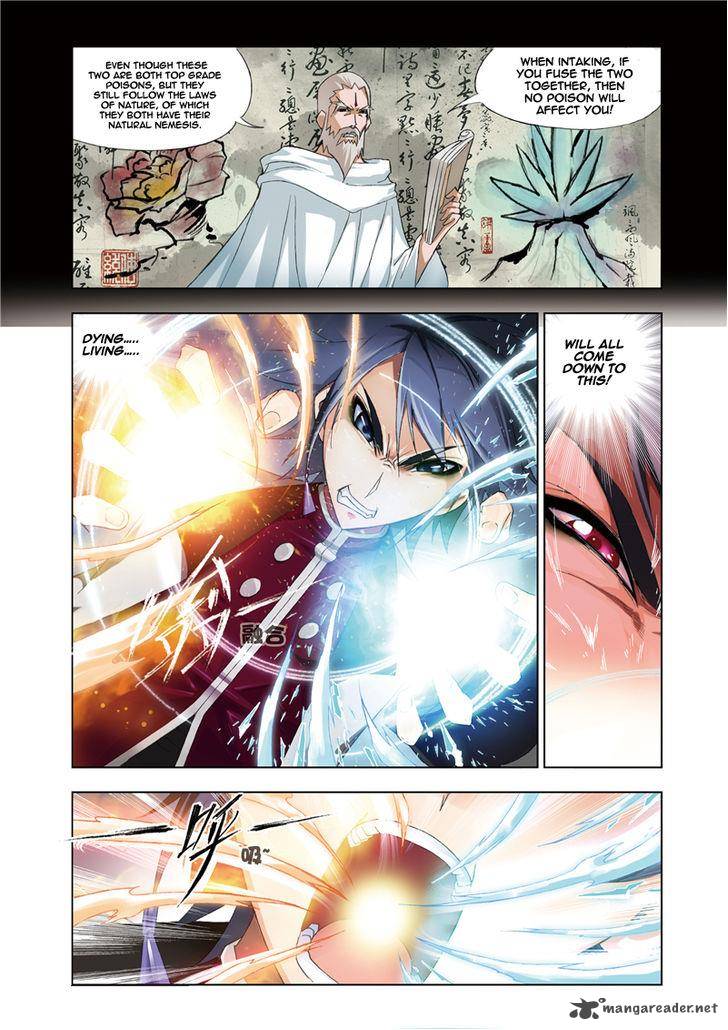 EVEN THOUGH THESE
TWO ARE BOTH TOP GRADE
POISONS, BUT THEY
STILL FOLLOW THE LAWS
OF NATURE, OF WHICH
THEY BOTH HAVE THEIR
NATURAL NEMESIS.
WHEN INTAKING, IF
YOU FUSE THE TWO
TOGETHER, THEN
NO POISON WILL
AFFECT YOU!
DYING.....
LIVING.....
WILL ALL
COME
DOWN TO
THIS!
融合
呼
吸~
mangareader.net